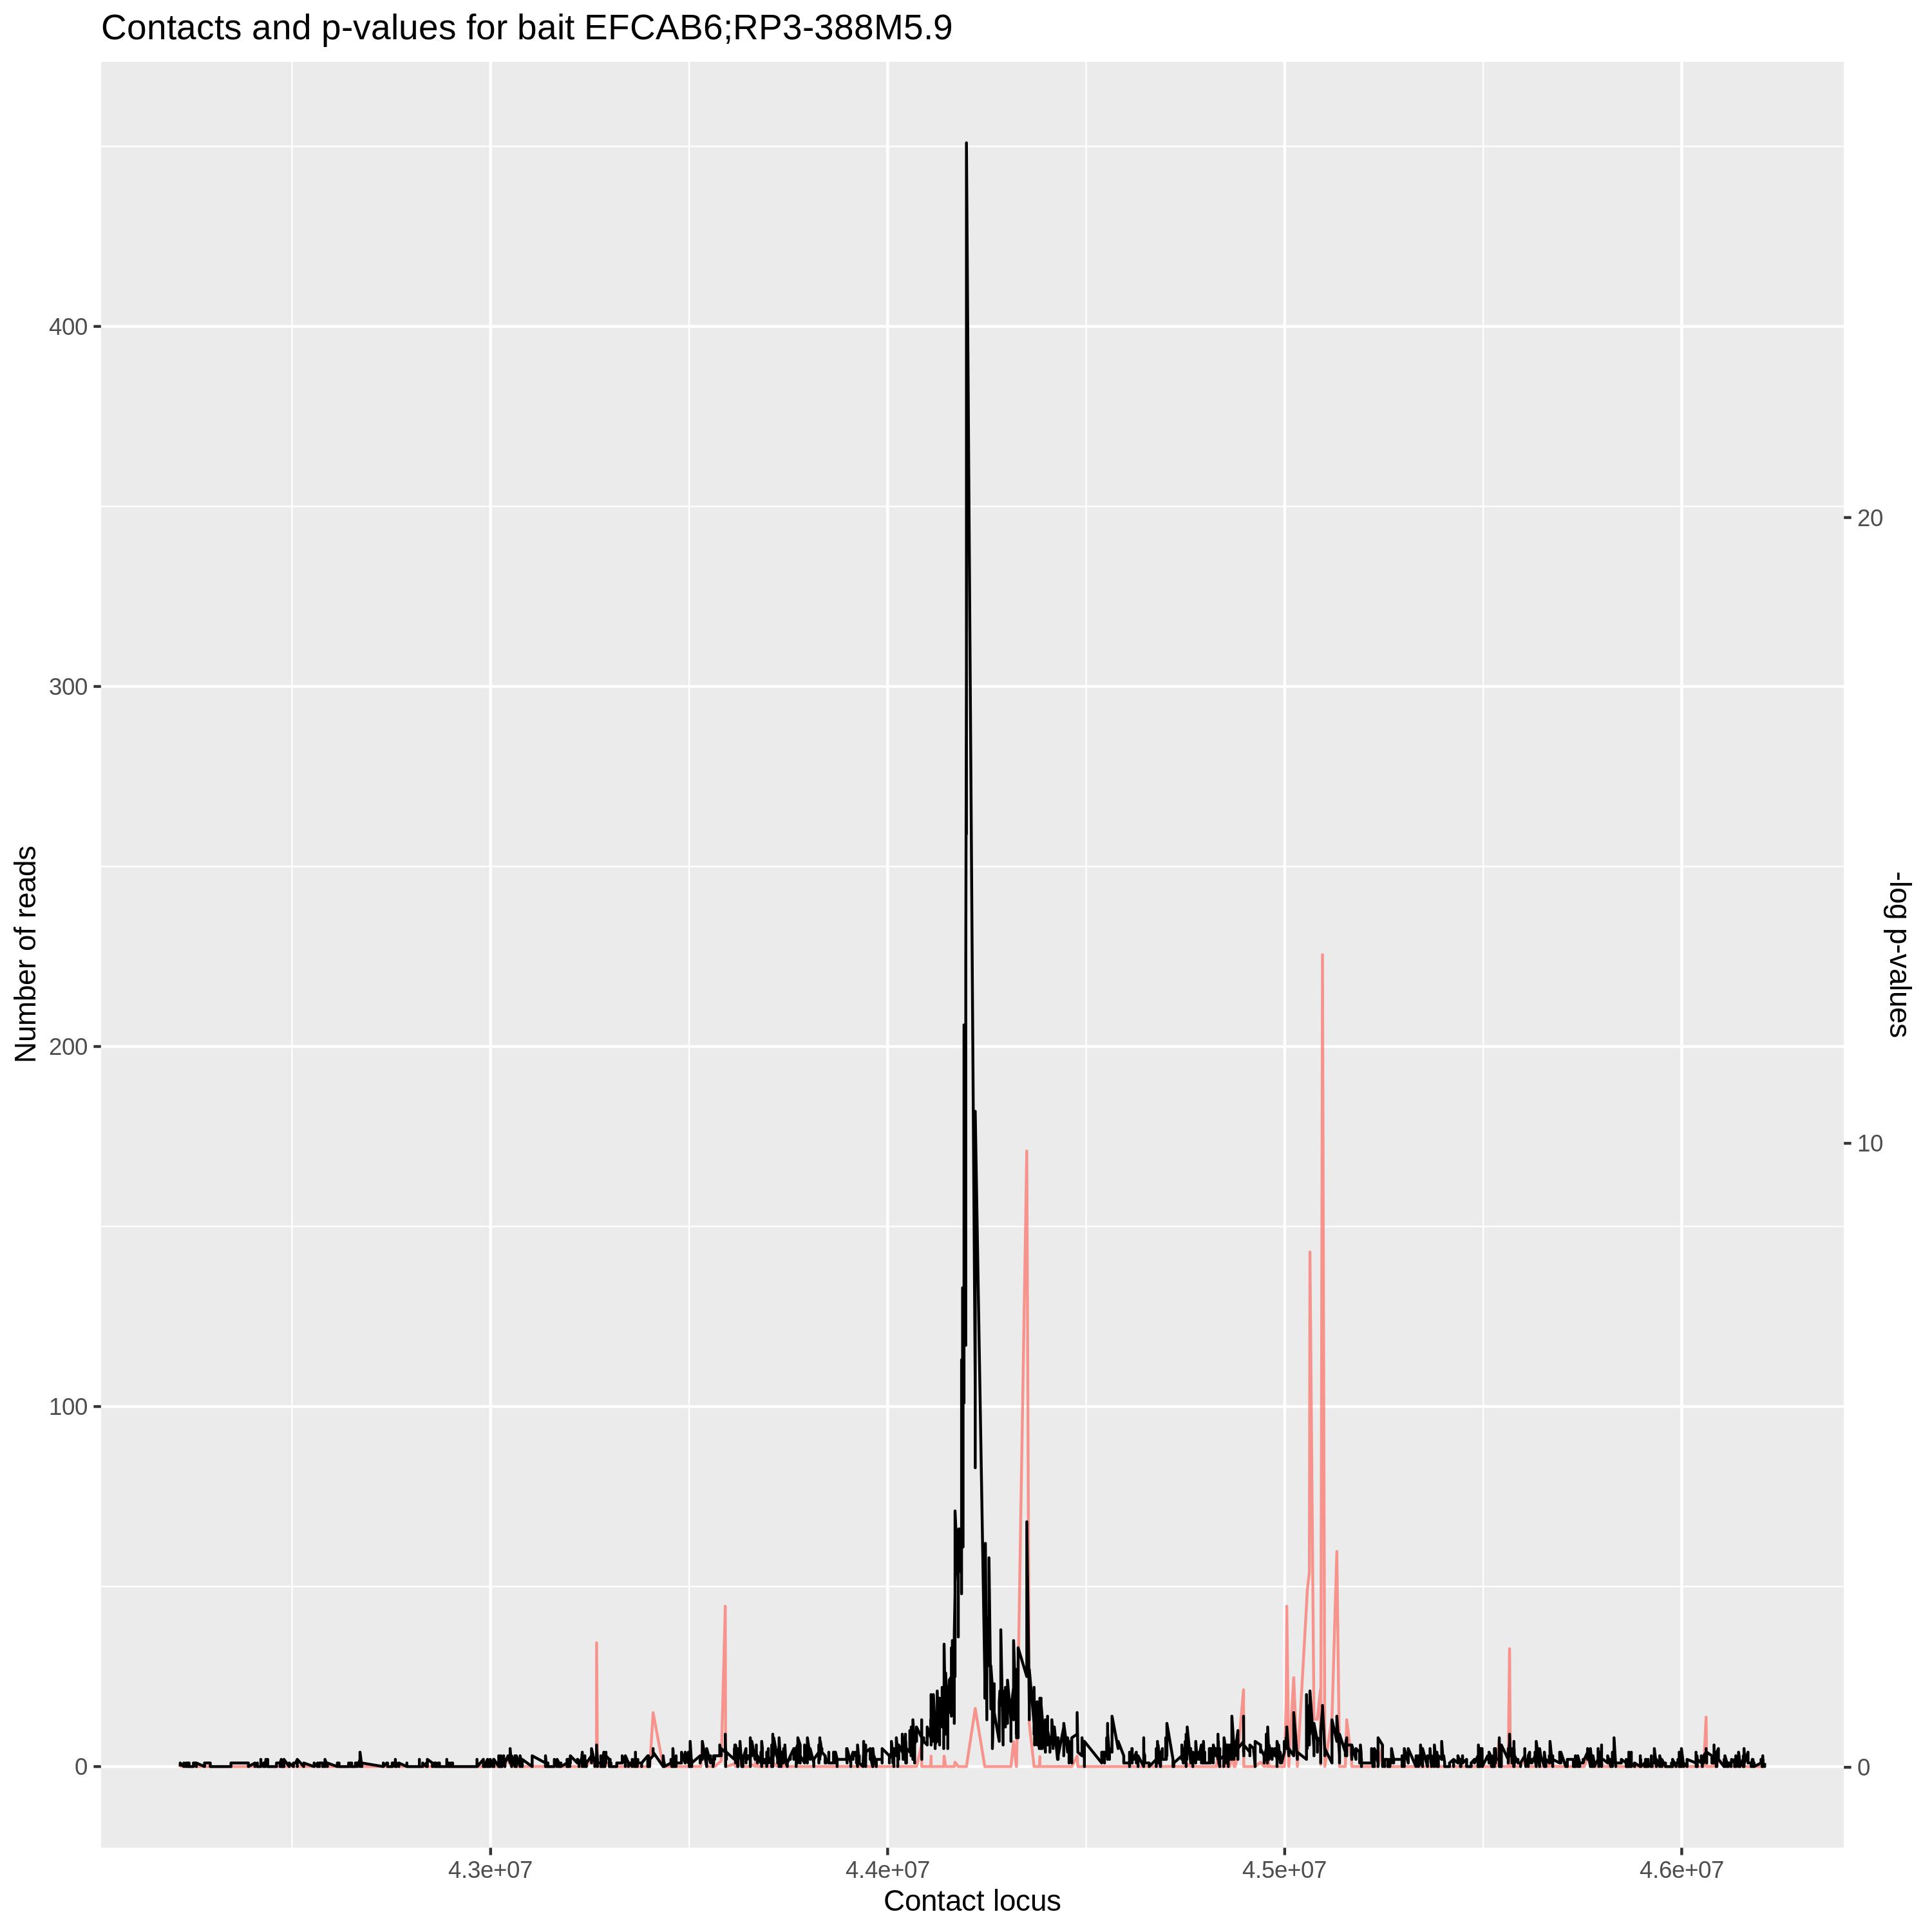 Contacts and p-values for bait EFCAB6;RP3-388M5.9
400
300
200
100
0
Number of reads
20
10
0
-log p-values
4.3e+07
4.4e+07
4.5e+07
4.6e+07
Contact locus